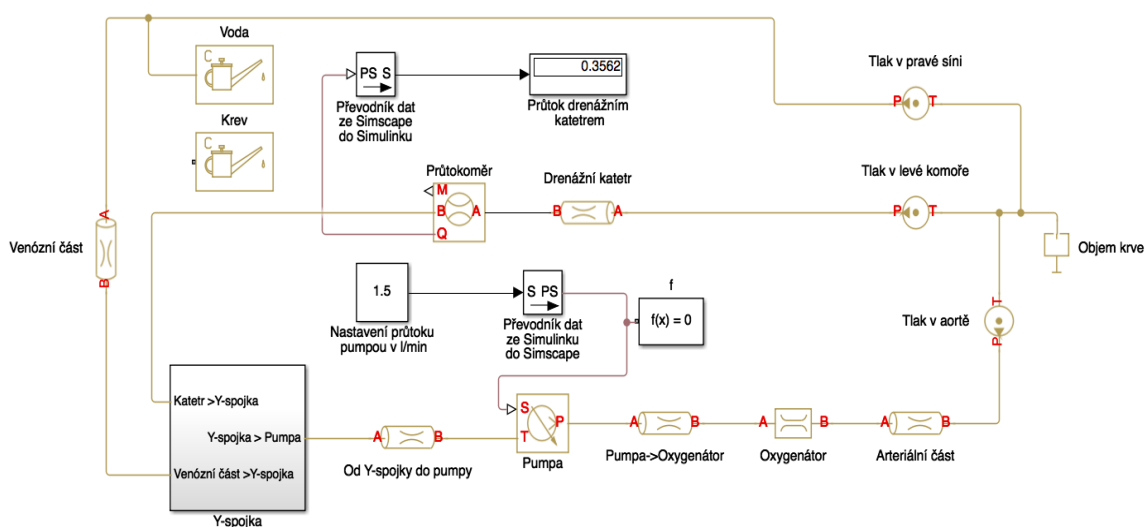 Voda
C
Krev
C
PS S
Převodník dat
ze Simscape
do Simulinku
0.3562
Průtok drenážním
katetrem
Tlak v pravé síni
P
T
Průtokoměr
M
B
A
Q
Drenážní katetr
B
A
Tlak v levé komoře
P
T
A
Venózní část
B
Objem krve
1.5
Nastavení průtoku
pumpou v l/min
S PS
Převodník dat
ze Simulinku
do Simscape
f
f(x) = 0
T
Tlak v aortě
P
Katetr >Y-spojka
Y-spojka > Pumpa
Venózní část >Y-spojka
Y-spojka
A
B
Od Y-spojky do pumpy
S
P
T
Pumpa
A
B
Pumpa->Oxygenátor
A
B
Oxygenátor
A
B
Arteriální část